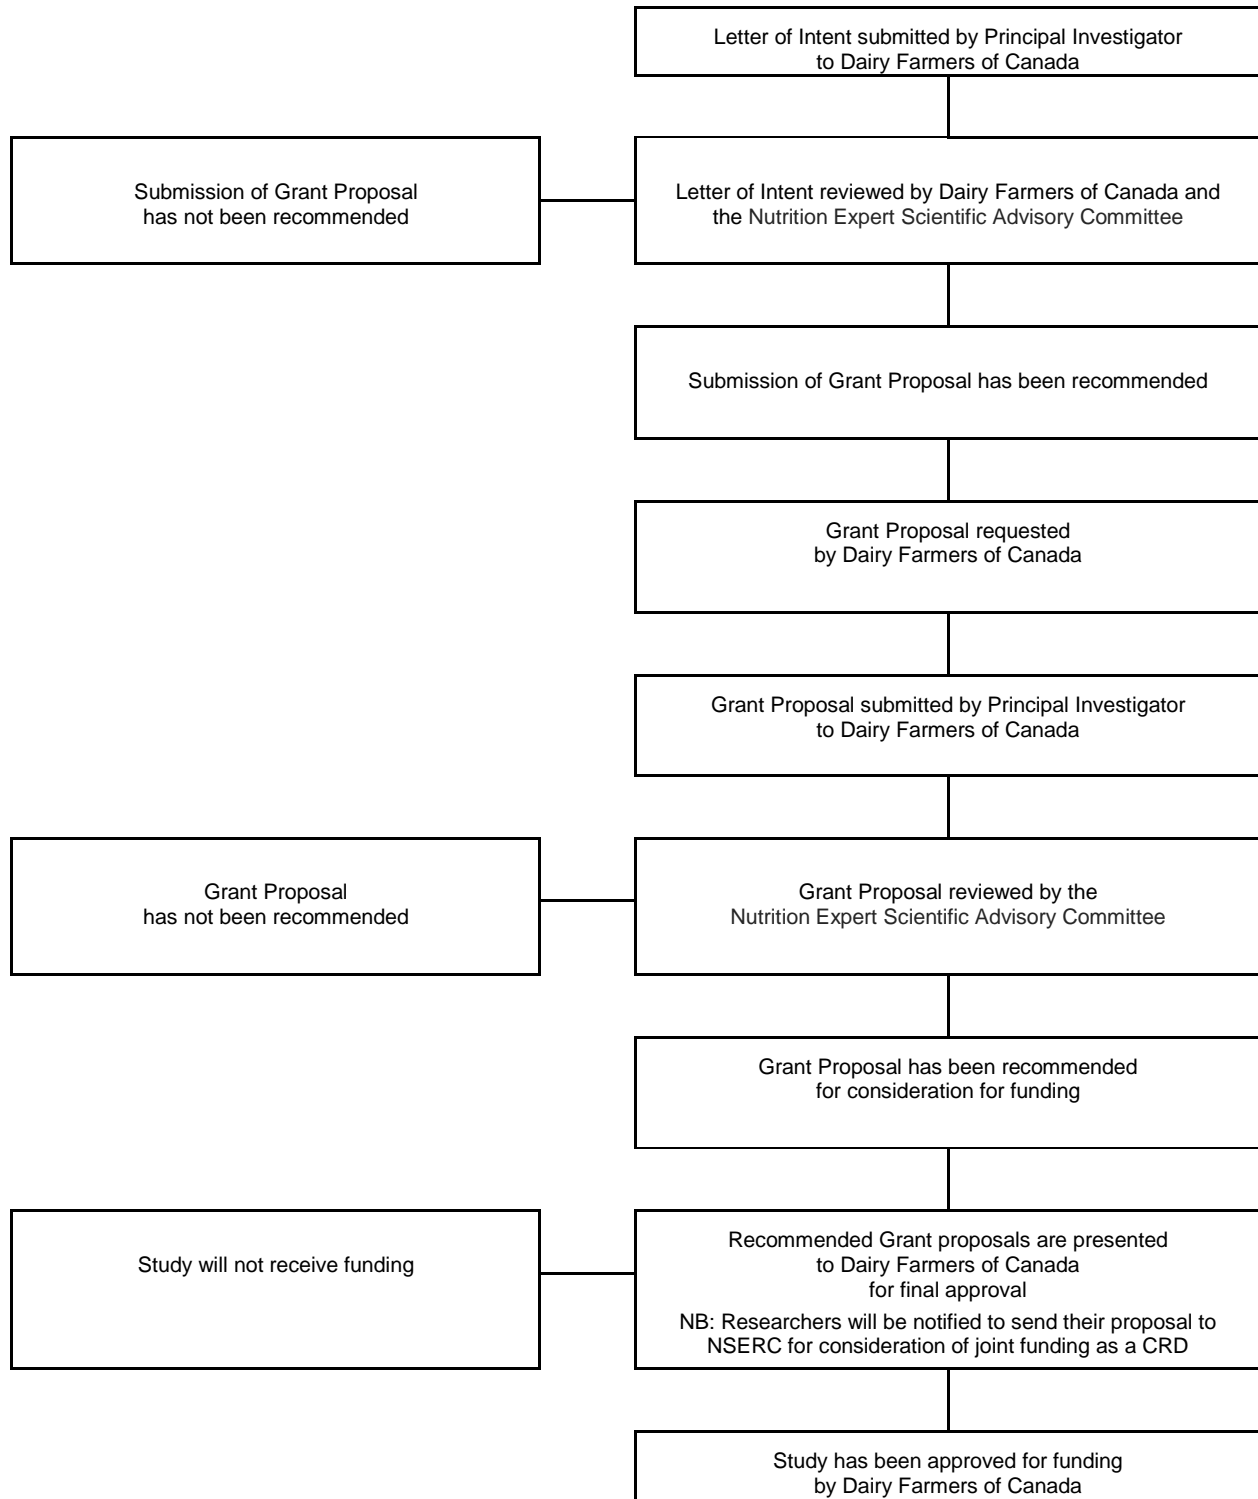 Letter of Intent submitted by Principal Investigator
to Dairy Farmers of Canada
Submission of Grant Proposal
has not been recommended
Letter of Intent reviewed by Dairy Farmers of Canada and
the Nutrition Expert Scientific Advisory Committee
Submission of Grant Proposal has been recommended
Grant Proposal requested
by Dairy Farmers of Canada
Grant Proposal submitted by Principal Investigator
to Dairy Farmers of Canada
Grant Proposal
has not been recommended
Grant Proposal reviewed by the
Nutrition Expert Scientific Advisory Committee
Grant Proposal has been recommended
for consideration for funding
Study will not receive funding
Recommended Grant proposals are presented
to Dairy Farmers of Canada
for final approval
NB: Researchers will be notified to send their proposal to
NSERC for consideration of joint funding as a CRD
Study has been approved for funding
by Dairy Farmers of Canada